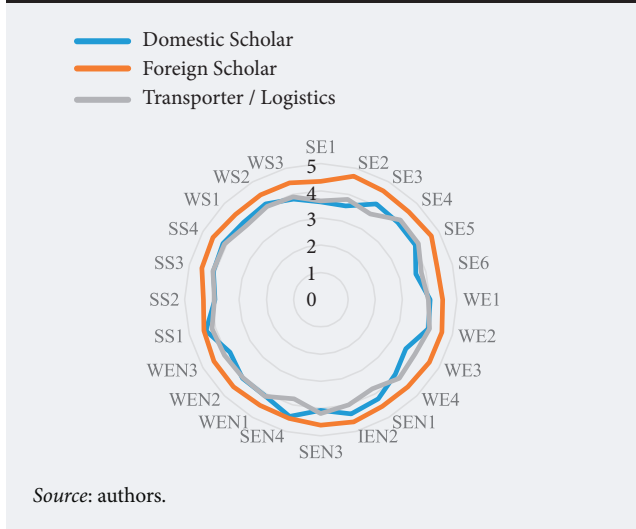 Domestic Scholar
Foreign Scholar
Transporter / Logistics
SE1
SE2
SE3
SE4
SE5
SE6
WE1
WE2
WE3
WE4
SEN1
IEN2
SEN3
SEN4
WEN1
WEN2
WEN3
SS1
SS2
SS3
SS4
WS1
WS2
WS3
5
4
3
2
1
0
Source: authors.